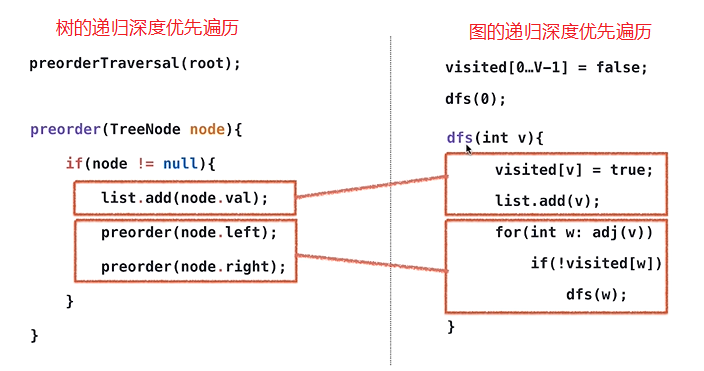 树的递归深度优先遍历
preorderTraversal(root);
preorder(TreeNode node){
if(node != null){
list.add(node.val);
preorder(node.left);
preorder(node.right);
}
}
图的递归深度优先遍历
visited[0…V-1] = false;
dfs(0);
dfs(int v){
visited[v] = true;
list.add(v);
for(int w: adj(v))
if(!visited[w])
dfs(w);
}